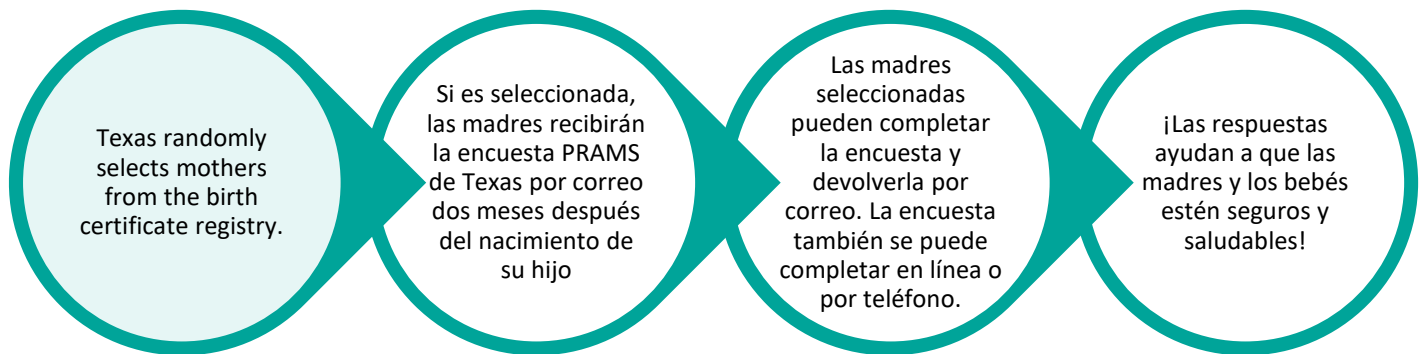 Texas randomly
selects mothers
from the birth
certificate registry.
Si es seleccionada,
las madres recibirán
la encuesta PRAMS
de Texas por correo
dos meses después
del nacimiento de
su hijo
Las madres
seleccionadas
pueden completar
la encuesta y
devolverla por
correo. La encuesta
también se puede
completar en línea o
por teléfono.
¡Las respuestas
ayudan a que las
madres y los bebés
estén seguros y
saludables!